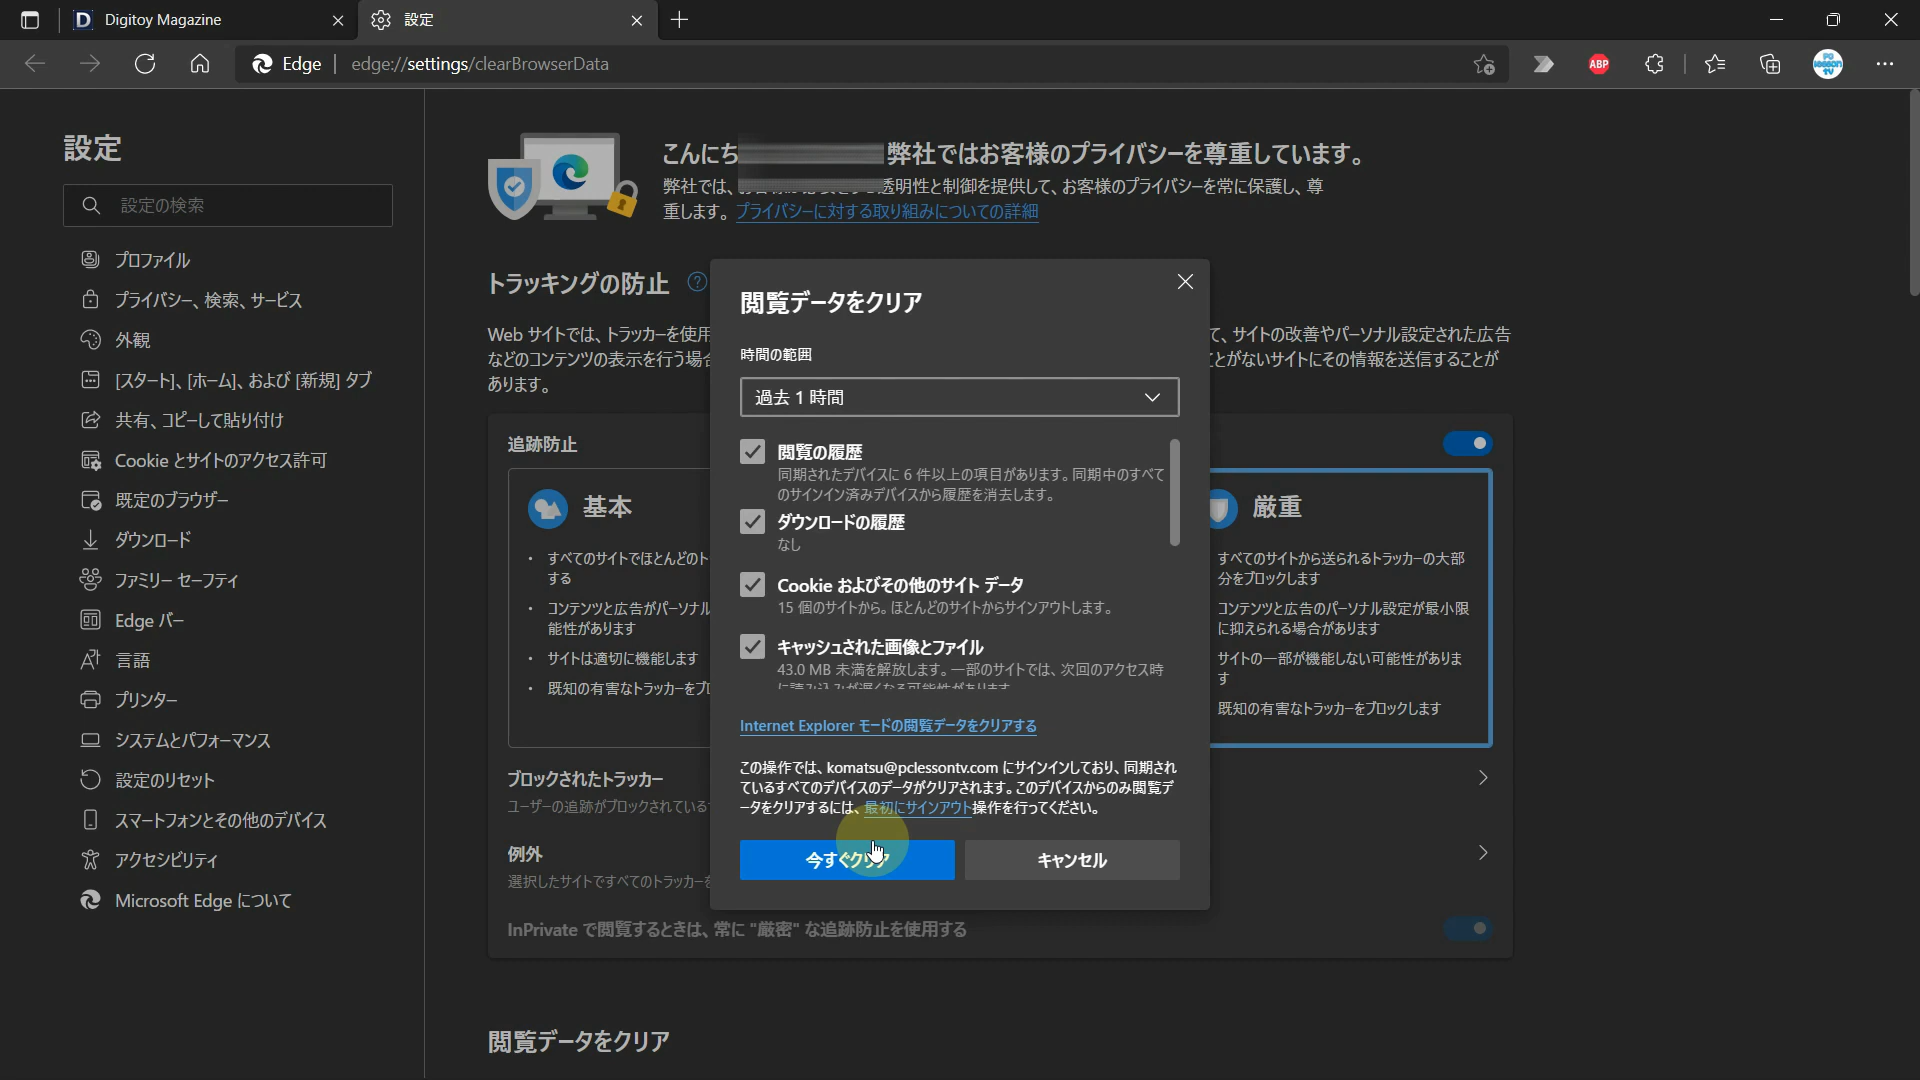 Digitoy Magazine
設定
Edge
edge://settings/clearBrowserData
ABP
設定
設定の検索
プロファイル
プライバシー、検索、サービス
外観
[スタート]、[ホーム]、および [新規] タブ
共有、コピーして貼り付け
Cookie とサイトのアクセス許可
既定のブラウザー
ダウンロード
ファミリー セーフティ
Edge バー
言語
プリンター
システムとパフォーマンス
設定のリセット
スマートフォンとその他のデバイス
アクセシビリティ
Microsoft Edge について
こんにち
弊社ではお客様のプライバシーを尊重しています。
弊社では、
透明性と制御を提供して、お客様のプライバシーを常に保護し、尊
重します。プライバシーに対する取り組みについての詳細
トラッキングの防止
Web サイトでは、トラッカーを使用
て、サイトの改善やパーソナル設定された広告
などのコンテンツの表示を行う場合
ことがないサイトにその情報を送信することが
あります。
追跡防止
基本
すべてのサイトでほとんどのト
する
コンテンツと広告がパーソナル
能性があります
サイトは適切に機能します
既知の有害なトラッカーをブロ
厳重
すべてのサイトから送られるトラッカーの大部
分をブロックします
コンテンツと広告のパーソナル設定が最小限
に抑えられる場合があります
サイトの一部が機能しない可能性がありま
す
既知の有害なトラッカーをブロックします
ブロックされたトラッカー
ユーザーの追跡がブロックされている
例外
選択したサイトですべてのトラッカーを
InPrivate で閲覧するときは、常に "厳密" な追跡防止を使用する
閲覧データをクリア
閲覧データをクリア
時間の範囲
過去 1 時間
閲覧の履歴
同期されたデバイスに 6 件以上の項目があります。同期中のすべて
のサインイン済みデバイスから履歴を消去します。
ダウンロードの履歴
なし
Cookie およびその他のサイト データ
15 個のサイトから。ほとんどのサイトからサインアウトします。
キャッシュされた画像とファイル
43.0 MB 未満を解放します。一部のサイトでは、次回のアクセス時
に読み込みが遅くなる可能性があります
Internet Explorer モードの閲覧データをクリアする
この操作では、komatsu@pclessontv.com にサインインしており、同期され
ているすべてのデバイスのデータがクリアされます。このデバイスからのみ閲覧デ
ータをクリアするには、最初にサインアウト操作を行ってください。
今すぐクリア
キャンセル